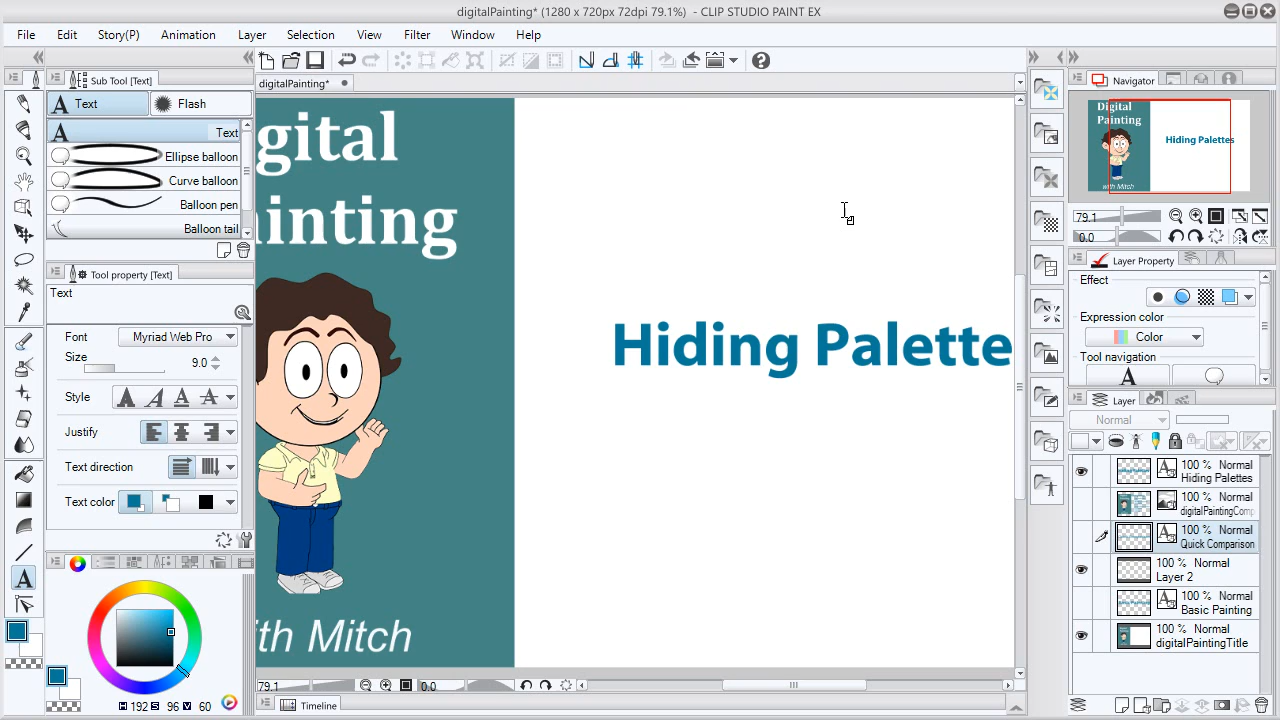 digitalPainting* (1280 x 720px 72dpi 79.1%) - CLIP STUDIO PAINT EX
File Edit Story(P) Animation Layer Selection View Filter Window Help
Sub Tool [Text]
Text
Flash
Text
Ellipse balloon
Curve balloon
Balloon pen
Balloon tail
Tool property [Text]
Text
Font Myriad Web Pro
Size 9.0
Style
Justify
Text direction
Text color
H 192 S 96 V 60
digitalPainting*
gital
ainting
ith Mitch
Hiding Palette
79.1 0.0
Timeline
Navigator
Digital
Painting
with Mitch
Hiding Palettes
79.1
0.0
Layer Property
Effect
Expression color
Color
Tool navigation
A
Layer
Normal
100 % Normal
Hiding Palettes
100 % Normal
digitalPaintingComp
100 % Normal
Quick Comparison
100 % Normal
Layer 2
100 % Normal
Basic Painting
100 % Normal
digitalPaintingTitle